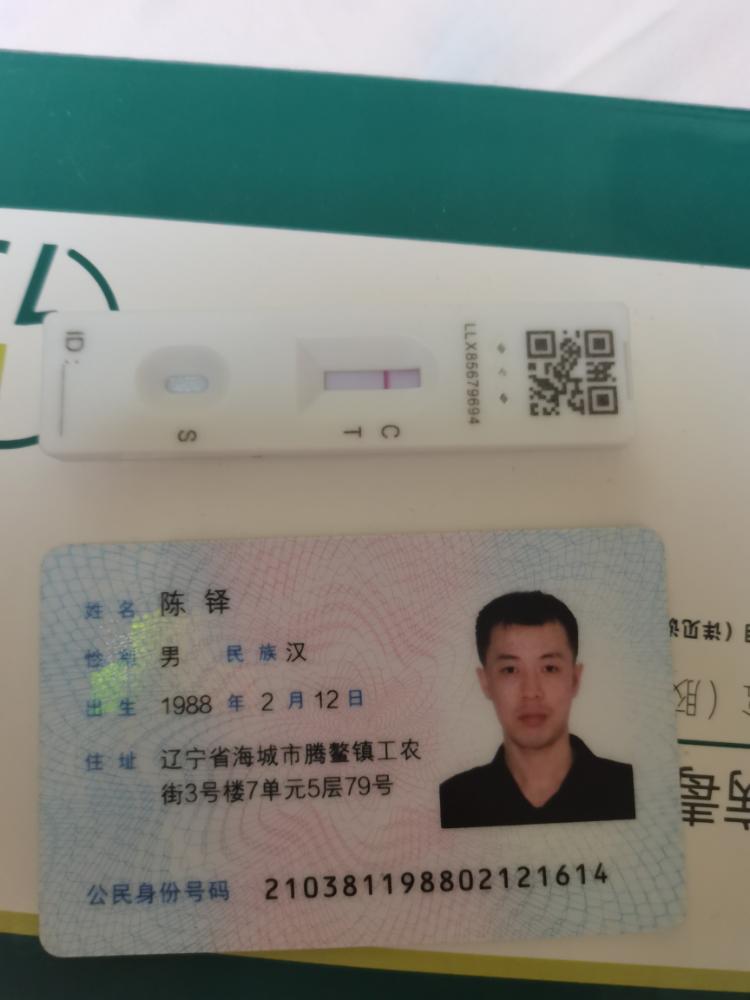 ID:
S
T
C
LLX85679694
姓名 陈铎
性别 男 民族 汉
出生 1988 年 2 月 12 日
住址 辽宁省海城市腾鳌镇工农
街3号楼7单元5层79号
公民身份号码 210381198802121614
(详见说